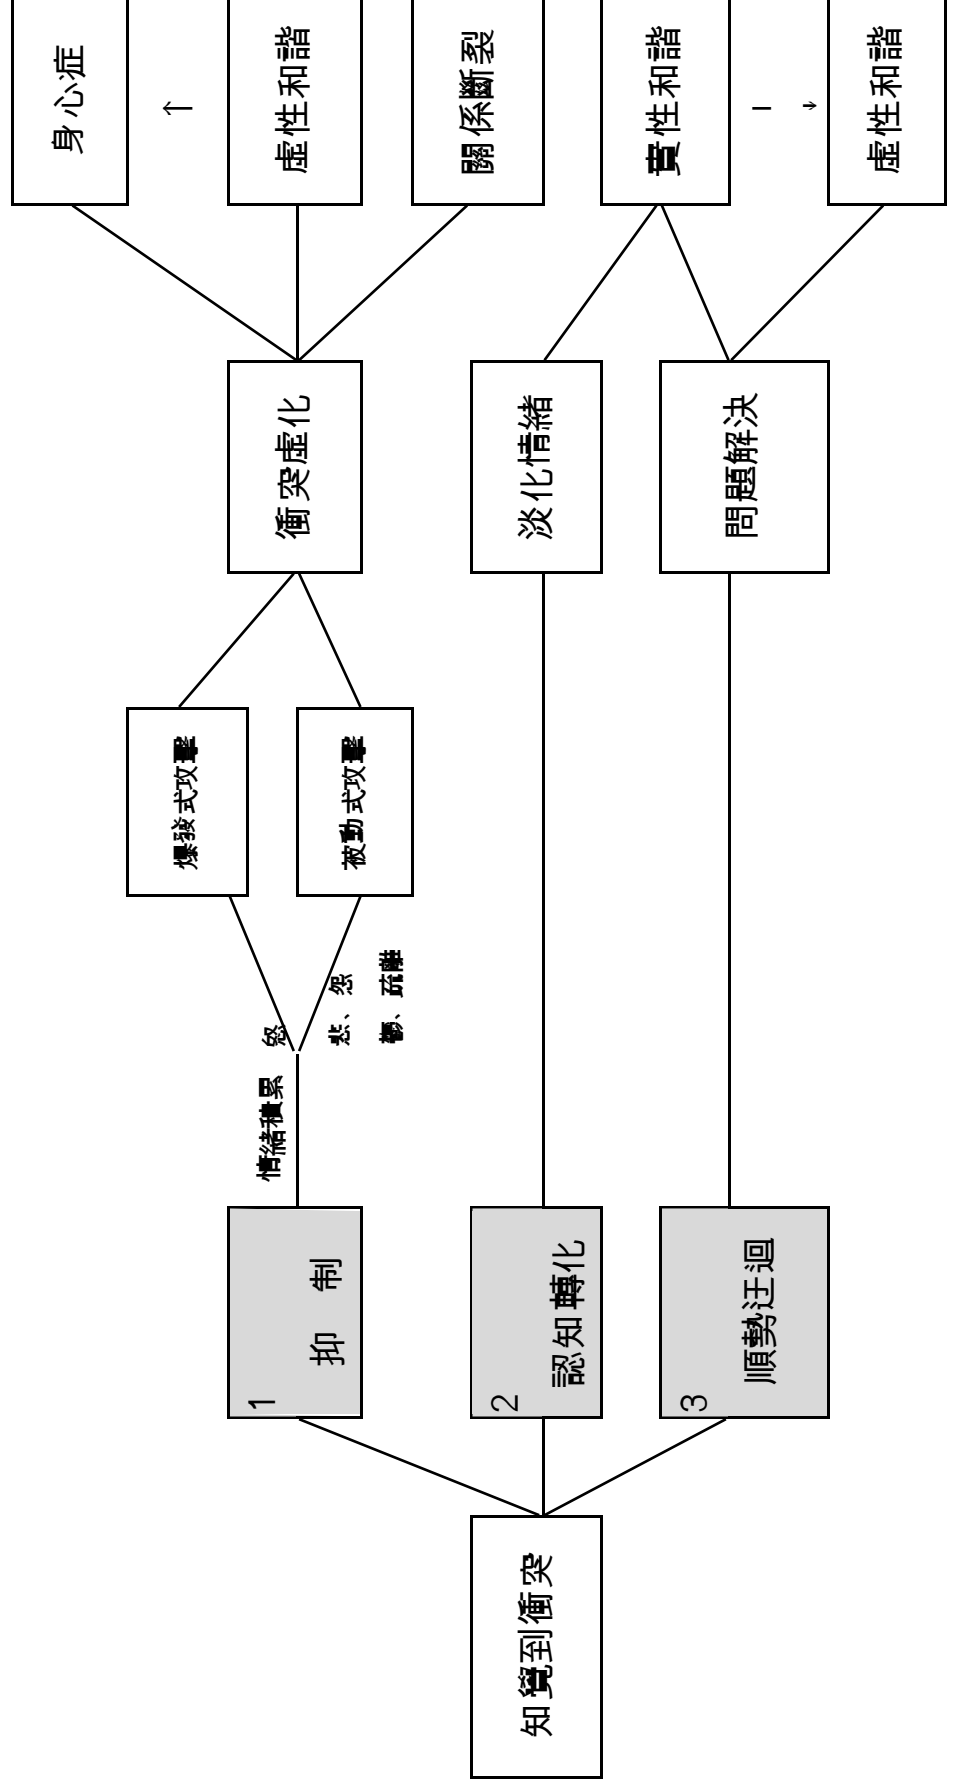 知覺到衝突
1
抑 制
2
認知轉化
3
順勢迂迴
情緒積累、怒
悲、怨
鬱、疏離
爆發式攻擊
被動式攻擊
衝突虛化
淡化情緒
問題解決
身心症
↑
虛性和諧
關係斷裂
實性和諧
虛性和諧